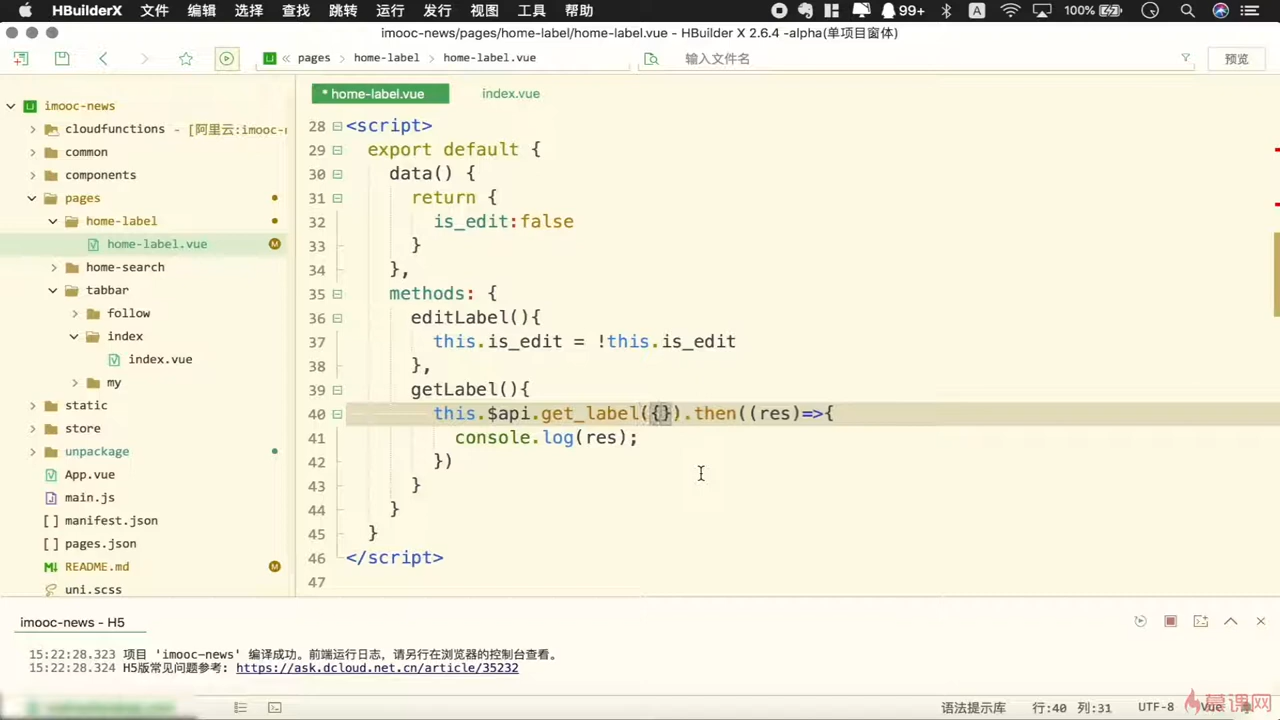 HBuilderX 文件 编辑 选择 查找 跳转 运行 发行 视图 工具 帮助 99+ A 100%
imooc-news/pages/home-label/home-label.vue - HBuilder X 2.6.4 -alpha(单项目窗体)
pages home-label home-label.vue 输入文件名 预览
* home-label.vue index.vue
imooc-news
cloudfunctions - [阿里云:imooc-
common
components
pages
home-label
home-label.vue M
home-search
tabbar
follow
index
index.vue
my
static
store
unpackage
App.vue
main.js
manifest.json
pages.json
README.md M
uni.scss
28 <script>
29 export default {
30 data() {
31 return {
32 is_edit:false
33 }
34 },
35 methods: {
36 editLabel(){
37 this.is_edit = !this.is_edit
38 },
39 getLabel(){
40 this.$api.get_label({}).then((res)=>{
41 console.log(res);
42 })
43 }
44 }
45 }
46 </script>
47
imooc-news - H5
15:22:28.323 项目 'imooc-news' 编译成功。前端运行日志，请另行在浏览器的控制台查看。
15:22:28.324 H5版常见问题参考: https://ask.dcloud.net.cn/article/35232
语法提示库 行:40 列:31 UTF-8 Vue
慕课网